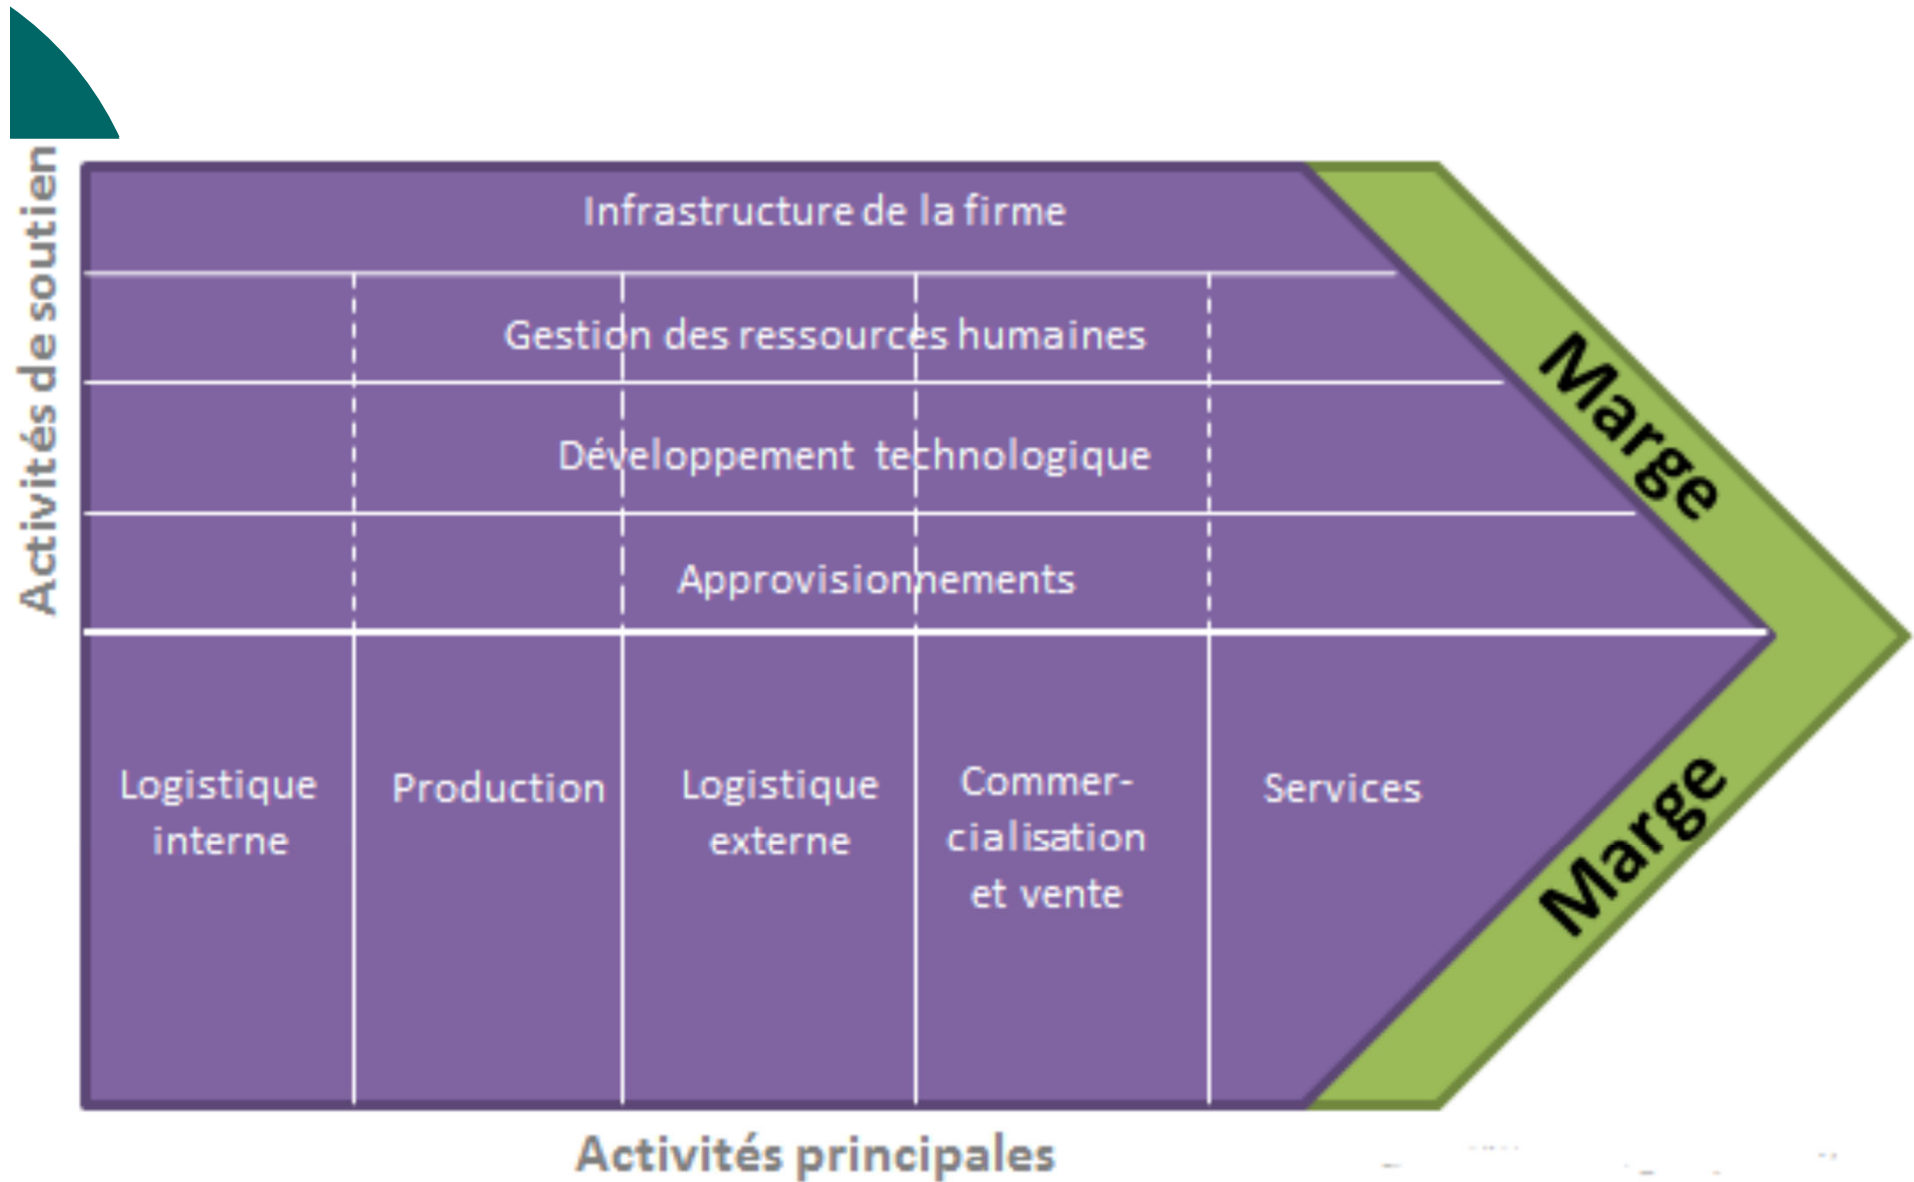 Activités de soutien
Infrastructure de la firme
Gestion des ressources humaines
Développement technologique
Approvisionnements
Marge
Logistique
interne
Production
Logistique
externe
Commer-
cialisation
et vente
Services
Marge
Activités principales